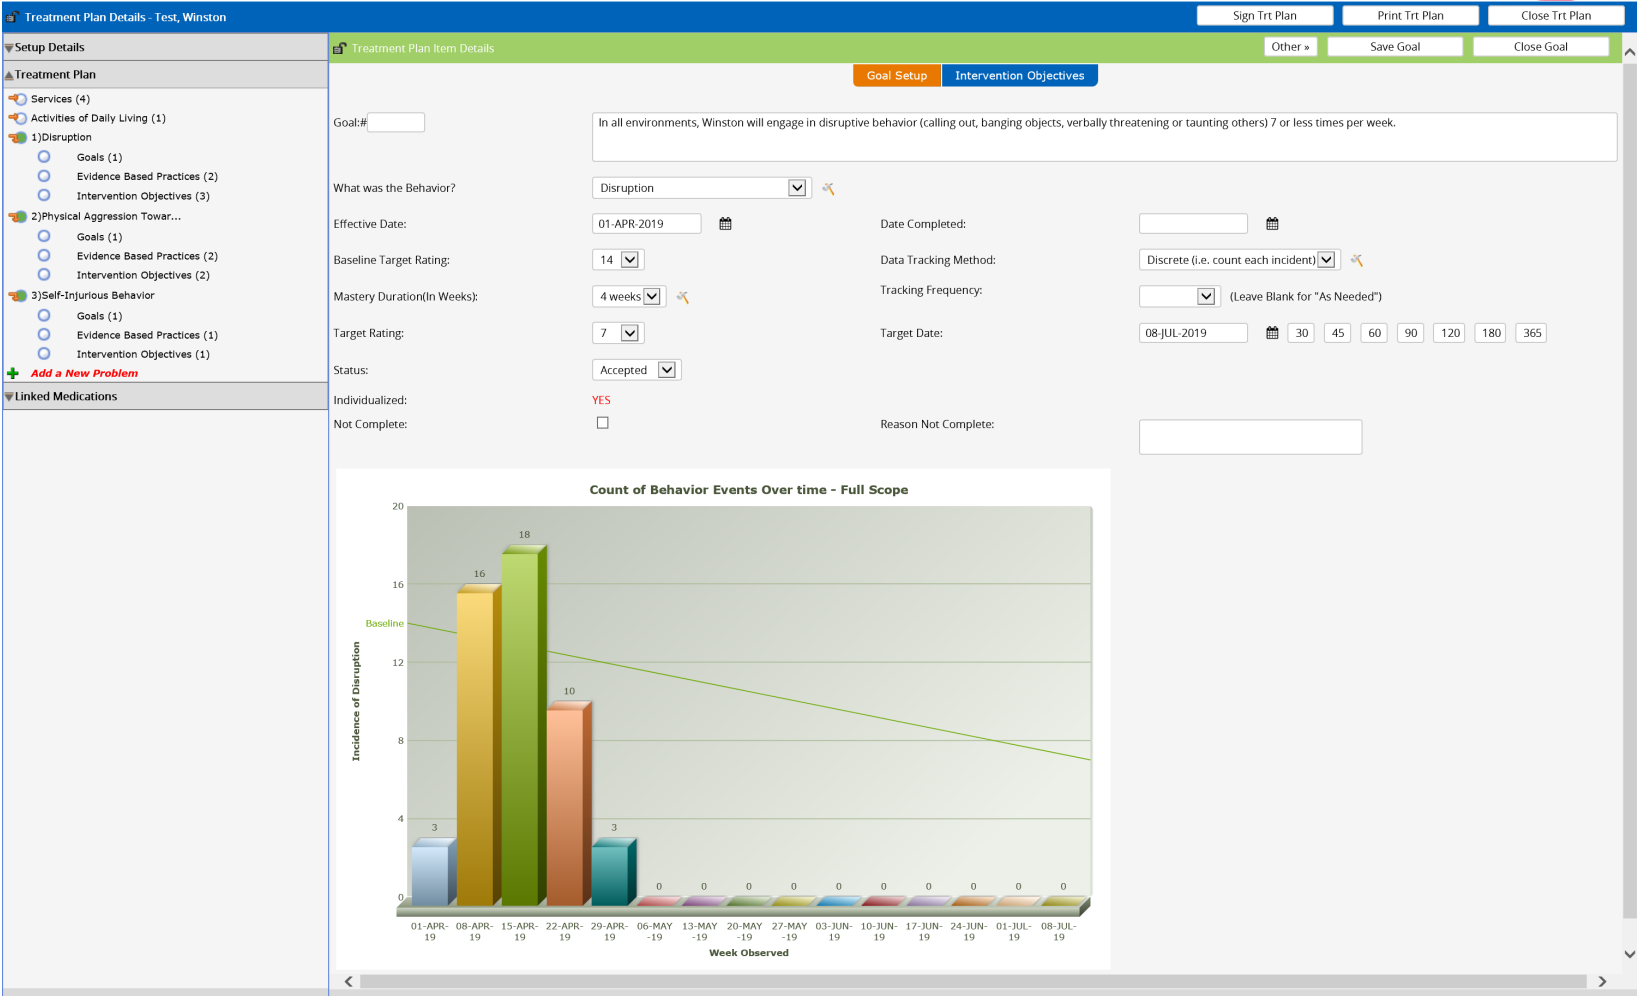 Treatment Plan Details - Test, Winston
Sign Trt Plan
Print Trt Plan
Close Trt Plan
Setup Details
Treatment Plan
Services (4)
Activities of Daily Living (1)
1)Disruption
Goals (1)
Evidence Based Practices (2)
Intervention Objectives (3)
2)Physical Aggression Towar...
Goals (1)
Evidence Based Practices (2)
Intervention Objectives (2)
3)Self-Injurious Behavior
Goals (1)
Evidence Based Practices (1)
Intervention Objectives (1)
Add a New Problem
Linked Medications
Treatment Plan Item Details
Other »
Save Goal
Close Goal
Goal Setup
Intervention Objectives
Goal:#
In all environments, Winston will engage in disruptive behavior (calling out, banging objects, verbally threatening or taunting others) 7 or less times per week.
What was the Behavior?
Disruption
Effective Date:
01-APR-2019
Date Completed:
Baseline Target Rating:
14
Data Tracking Method:
Discrete (i.e. count each incident)
Mastery Duration(In Weeks):
4 weeks
Tracking Frequency:
(Leave Blank for "As Needed")
Target Rating:
7
Target Date:
08-JUL-2019
30 45 60 90 120 180 365
Status:
Accepted
Individualized:
YES
Not Complete:
Reason Not Complete:
Count of Behavior Events Over time - Full Scope
Incidence of Disruption
20
16
Baseline
12
8
4
0
3
16
18
10
3
0 0 0 0 0 0 0 0 0 0
01-APR- 08-APR- 15-APR- 22-APR- 29-APR- 06-MAY 13-MAY 20-MAY 27-MAY 03-JUN- 10-JUN- 17-JUN- 24-JUN- 01-JUL- 08-JUL-
19 19 19 19 19 -19 -19 -19 -19 19 19 19 19 19 19
Week Observed